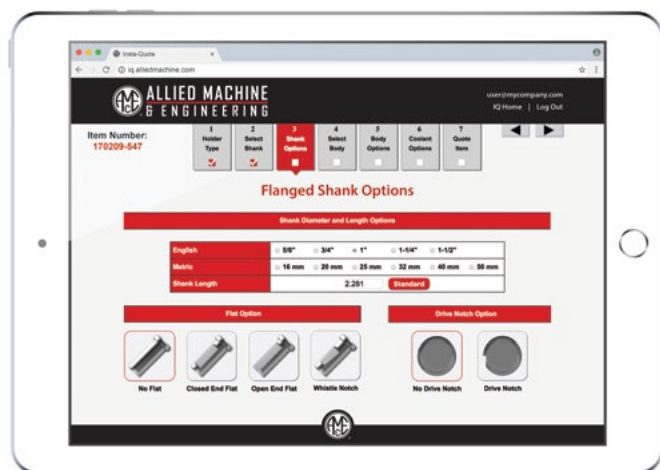 Insta-Quote
iq.alliedmachine.com
AMEC
ALLIED MACHINE
& ENGINEERING
user@mycompany.com
IQ Home | Log Out
Item Number:
170209-547
1 Holder Type
2 Select Shank
3 Shank Options
4 Select Body
5 Body Options
6 Coolant Options
7 Quote Item
Flanged Shank Options
Shank Diameter and Length Options
English 5/8" 3/4" 1" 1-1/4" 1-1/2"
Metric 16 mm 20 mm 25 mm 32 mm 40 mm 50 mm
Shank Length 2.281 Standard
Flat Option
Drive Notch Option
No Flat Closed End Flat Open End Flat Whistle Notch
No Drive Notch Drive Notch
AMEC